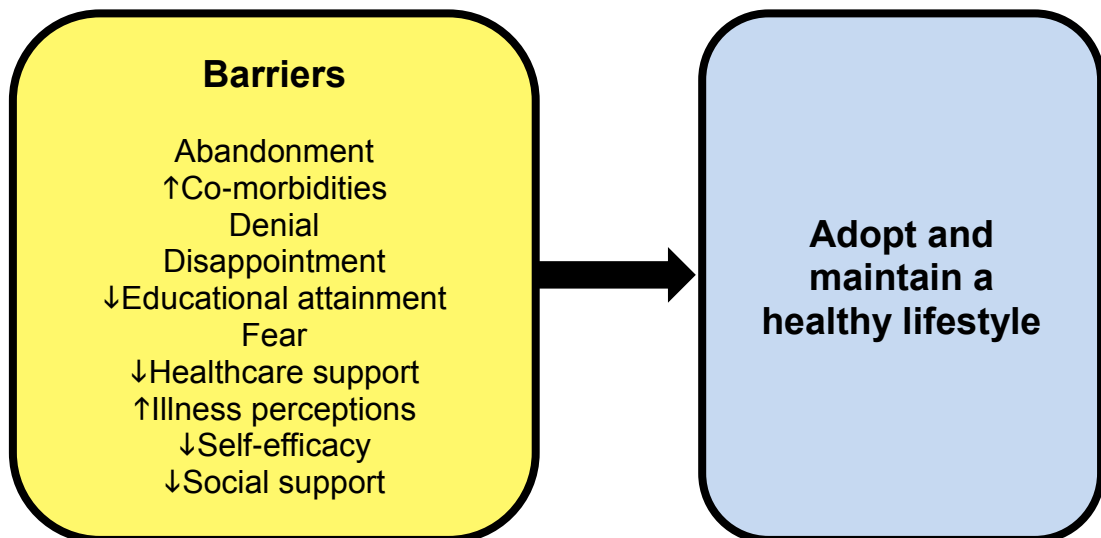 Barriers
Abandonment
↑Co-morbidities
Denial
Disappointment
↓Educational attainment
Fear
↓Healthcare support
↑Illness perceptions
↓Self-efficacy
↓Social support
Adopt and
maintain a
healthy lifestyle